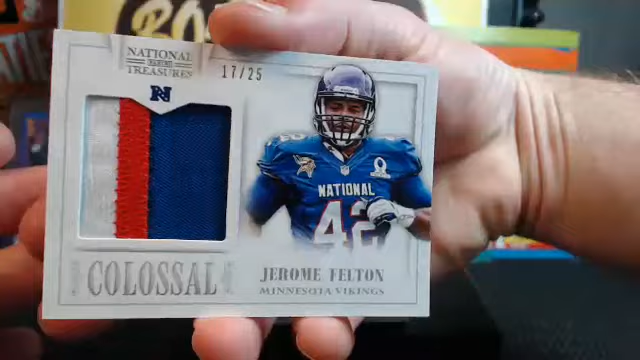 NATIONAL
TREASURES
17/25
N
NATIONAL
42
COLOSSAL
JEROME FELTON
MINNESOTA VIKINGS